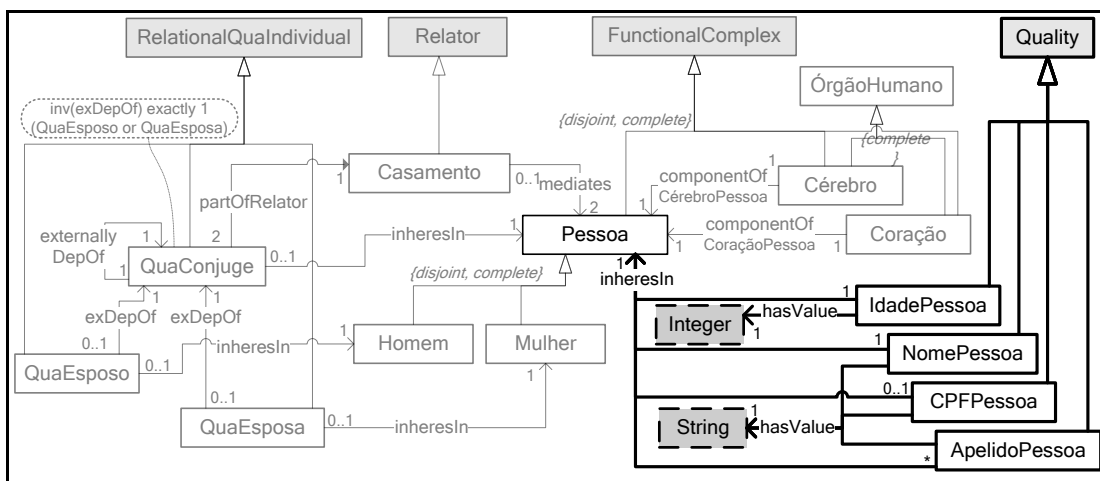 RelationalQuaIndividual
Relator
FunctionalComplex
Quality
ÓrgãoHumano
inv(exDepOf) exactly 1
(QuaEsposo or QuaEsposa)
{disjoint, complete}
{complete
}
Casamento
1
0..1
mediates
2
partOfRelator
2
1
componentOf
CérebroPessoa
1
Cérebro
externally
DepOf
1
1
QuaConjuge
0..1
inheresIn
1
Pessoa
1
componentOf
CoraçãoPessoa
1
Coração
1
inheresIn
{disjoint, complete}
exDepOf
1
0..1
exDepOf
1
0..1
IdadePessoa
1
hasValue
1
Integer
QuaEsposo
0..1
inheresIn
1
Homem
Mulher
1
NomePessoa
1
0..1
CPFPessoa
String
1
hasValue
QuaEsposa
0..1
inheresIn
ApelidoPessoa
*